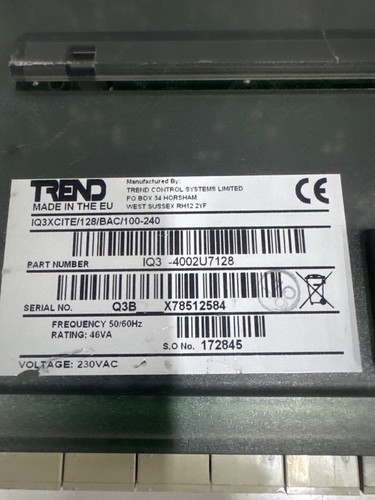 TREND
MADE IN THE EU
Manufactured By:
TREND CONTROL SYSTEMS LIMITED
PO BOX 34 HORSHAM
WEST SUSSEX RH12 2YF
CE
IQ3XCITE/128/BAC/100-240
PART NUMBER IQ3 -4002U7128
SERIAL NO. Q3B X78512584
FREQUENCY 50/60Hz
RATING: 46VA
S.O No. 172845
VOLTAGE: 230VAC